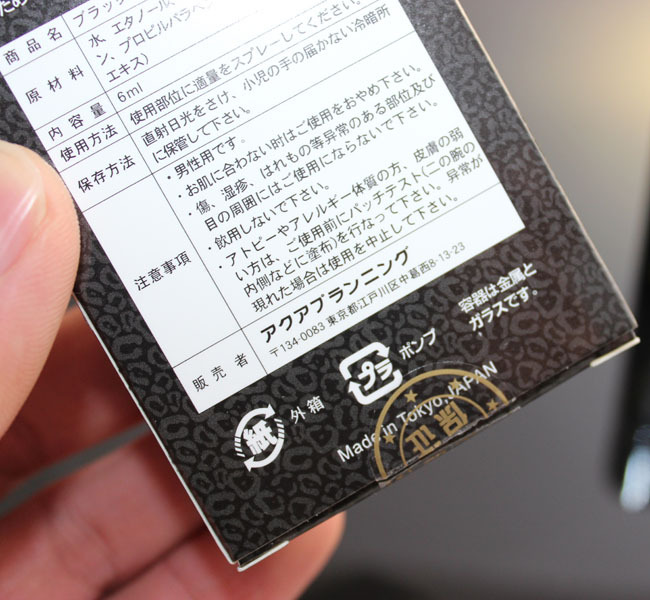 商品名 ブラッ
原材料 水、エタノール、
ン、プロピルパラベ
エキス)
内容量 6ml
使用方法 使用部位に適量をスプレーしてください。
保存方法 直射日光をさけ、小児の手の届かない冷暗所
に保管して下さい。
注意事項 ・男性用です。
・お肌に合わない時はご使用をおやめ下さい。
・傷、湿疹、はれもの等異常のある部位及び
目の周囲にはご使用にならないで下さい。
・飲用しないで下さい。
・アトピーやアレルギー体質の方、皮膚の弱
い方は、ご使用前にパッチテスト(二の腕の
内側などに塗布)を行なって下さい。異常が
現れた場合は使用を中止して下さい。
販売者 アクアプランニング
〒134-0083 東京都江戸川区中葛西8-13-23
紙 外箱
プラ ポンプ
容器は金属と
ガラスです。
Made in Tokyo,JAPAN
正規